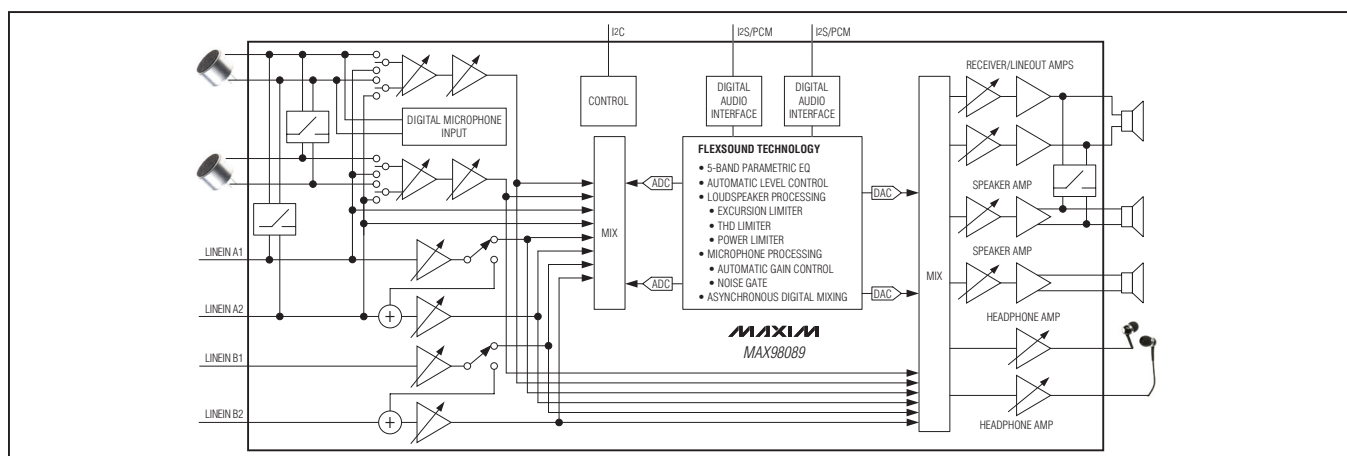 I2C
I2S/PCM
I2S/PCM
RECEIVER/LINEOUT AMPS
CONTROL
DIGITAL
AUDIO
INTERFACE
DIGITAL
AUDIO
INTERFACE
DIGITAL MICROPHONE
INPUT
FLEXSOUND TECHNOLOGY
• 5-BAND PARAMETRIC EQ
• AUTOMATIC LEVEL CONTROL
• LOUDSPEAKER PROCESSING
• EXCURSION LIMITER
• THD LIMITER
• POWER LIMITER
• MICROPHONE PROCESSING
• AUTOMATIC GAIN CONTROL
• NOISE GATE
• ASYNCHRONOUS DIGITAL MIXING
ADC
ADC
DAC
DAC
MIX
MIX
SPEAKER AMP
SPEAKER AMP
HEADPHONE AMP
HEADPHONE AMP
LINEIN A1
LINEIN A2
LINEIN B1
LINEIN B2
+
+
MAXIM
MAX98089